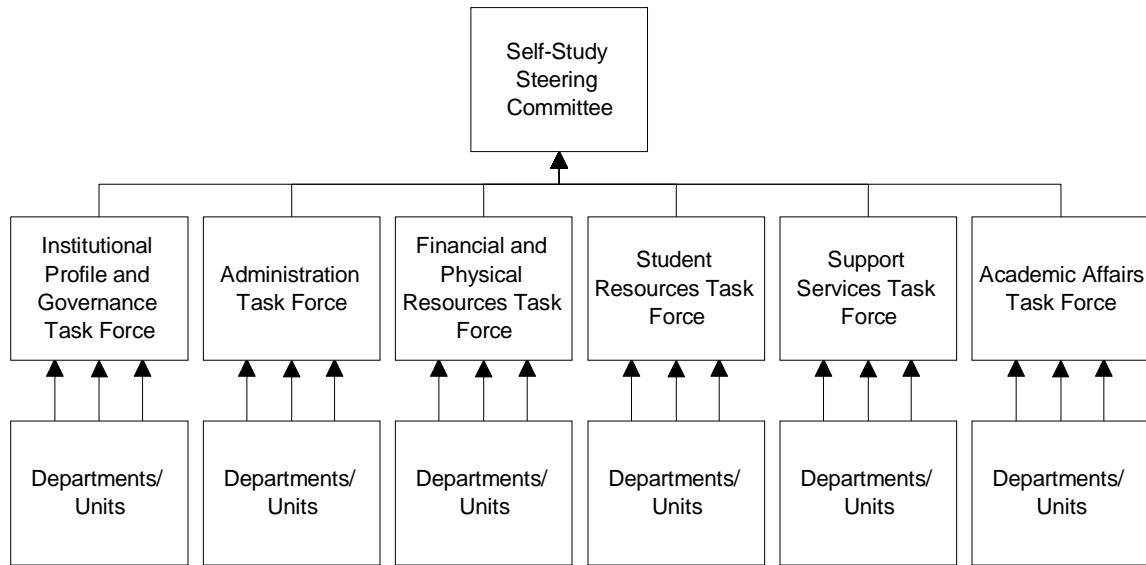 Self-Study
Steering
Committee
Institutional
Profile and
Governance
Task Force
Administration
Task Force
Financial and
Physical
Resources Task
Force
Student
Resources Task
Force
Support
Services Task
Force
Academic Affairs
Task Force
Departments/
Units
Departments/
Units
Departments/
Units
Departments/
Units
Departments/
Units
Departments/
Units